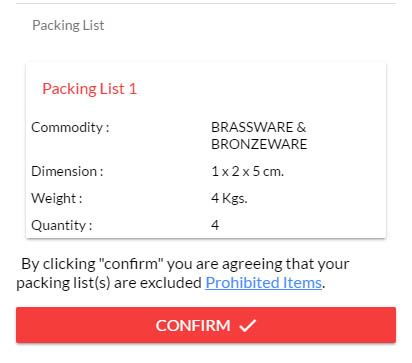 Packing List
Packing List 1
Commodity : BRASSWARE &
BRONZEWARE
Dimension : 1 x 2 x 5 cm.
Weight : 4 Kgs.
Quantity : 4
By clicking "confirm" you are agreeing that your
packing list(s) are excluded Prohibited Items.
CONFIRM ✓